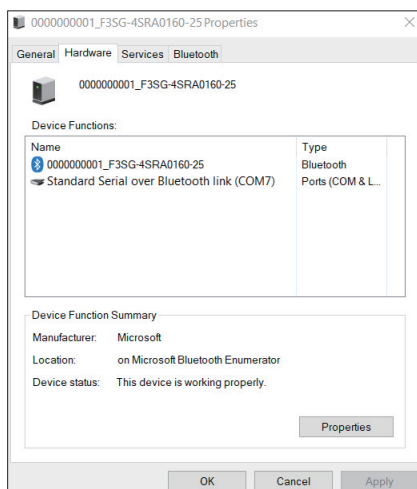 0000000001_F3SG-4SRA0160-25 Properties
General Hardware Services Bluetooth
0000000001_F3SG-4SRA0160-25
Device Functions:
Name Type
0000000001_F3SG-4SRA0160-25 Bluetooth
Standard Serial over Bluetooth link (COM7) Ports (COM & L...
Device Function Summary
Manufacturer: Microsoft
Location: on Microsoft Bluetooth Enumerator
Device status: This device is working properly.
Properties
OK Cancel Apply